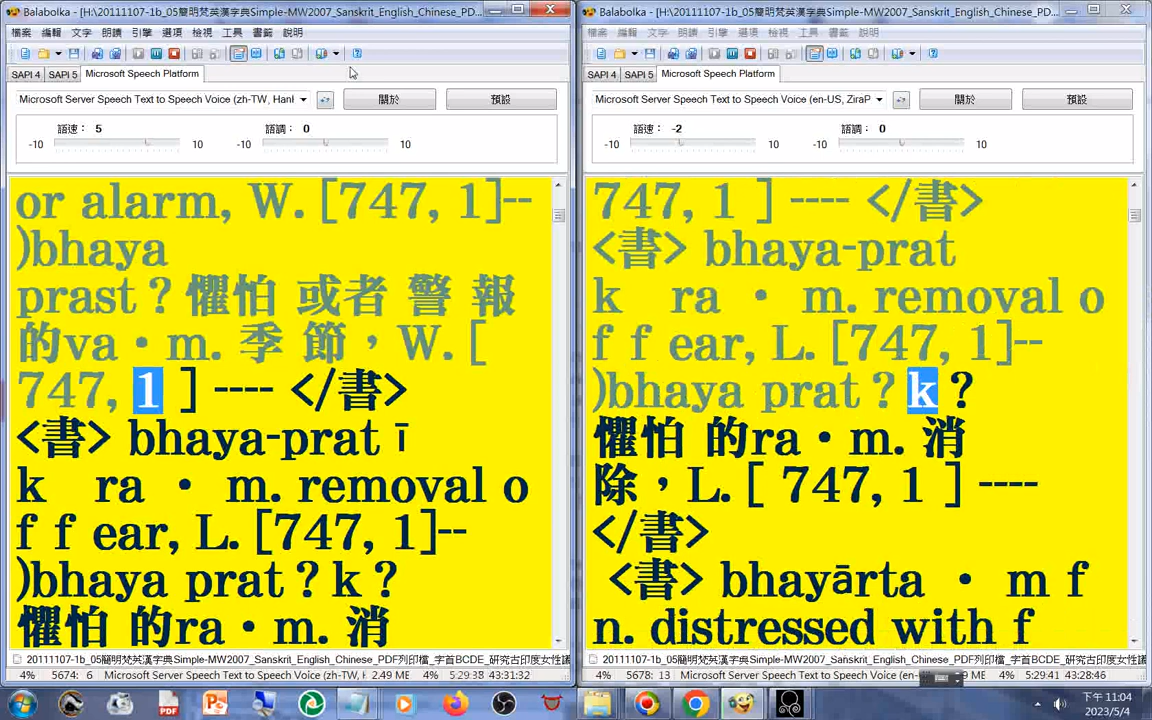 Balabolka - [H:\20111107-1b_05簡明梵英漢字典Simple-MW2007_Sanskrit_English_Chinese_PD...
檔案 編輯 文字 朗讀 引擎 選項 檢視 工具 書籤 說明
SAPI 4 SAPI 5 Microsoft Speech Platform
Microsoft Server Speech Text to Speech Voice (zh-TW, Hanl 關於 預設
語速： 5 語調： 0
-10 10 -10 10
or alarm, W. [747, 1]--
)bhaya
prast？懼怕 或者 警 報
的va・m. 季 節，W. [
747, 1 ] ---- </書>
<書> bhaya-prat ī
k ra ・ m. removal o
f f ear, L. [747, 1]--
)bhaya prat？k？
懼怕 的ra・m. 消
20111107-1b_05簡明梵英漢字典Simple-MW2007_Sanskrit_English_Chinese_PDF列印檔_字首BCDE_研究古印度女性議
4% 5674: 6 Microsoft Server Speech Text to Speech Voice (zh-TW, H 2.49 MB 4% 5:29:38 43:31:32
Balabolka - [H:\20111107-1b_05簡明梵英漢字典Simple-MW2007_Sanskrit_English_Chinese_PD...
檔案 編輯 文字 朗讀 引擎 選項 檢視 工具 書籤 說明
SAPI 4 SAPI 5 Microsoft Speech Platform
Microsoft Server Speech Text to Speech Voice (en-US, ZiraP 關於 預設
語速： -2 語調： 0
-10 10 -10 10
747, 1 ] ---- </書>
<書> bhaya-prat
k ra ・ m. removal o
f f ear, L. [747, 1]--
)bhaya prat？k？
懼怕 的ra・m. 消
除，L. [ 747, 1 ] ----
</書>
<書> bhayārta ・ m f
n. distressed with f
20111107-1b_05簡明梵英漢字典Simple-MW2007_Sanskrit_English_Chinese_PDF列印檔_字首BCDE_研究古印度女性議
4% 5678: 13 Microsoft Server Speech Text to Speech Voice (en-US, MB 4% 5:29:41 43:28:46
下午 11:04
2023/5/4